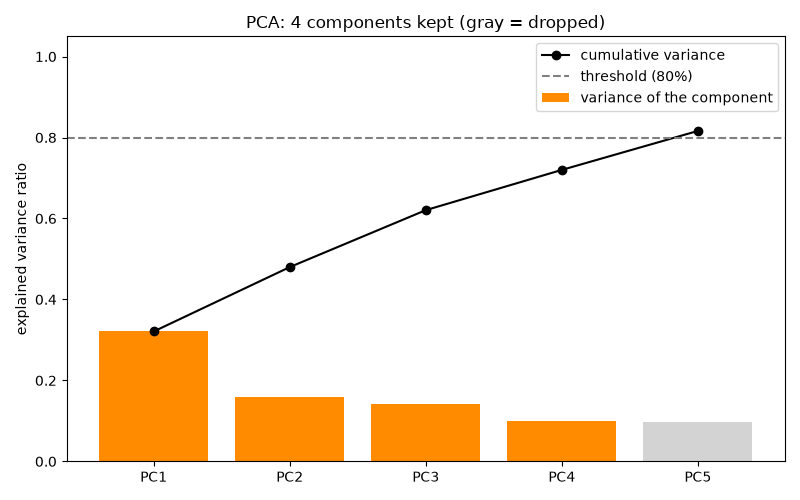 PCA: 4 components kept (gray = dropped)
explained variance ratio
1.0
0.8
0.6
0.4
0.2
0.0
cumulative variance
threshold (80%)
variance of the component
PC1 PC2 PC3 PC4 PC5